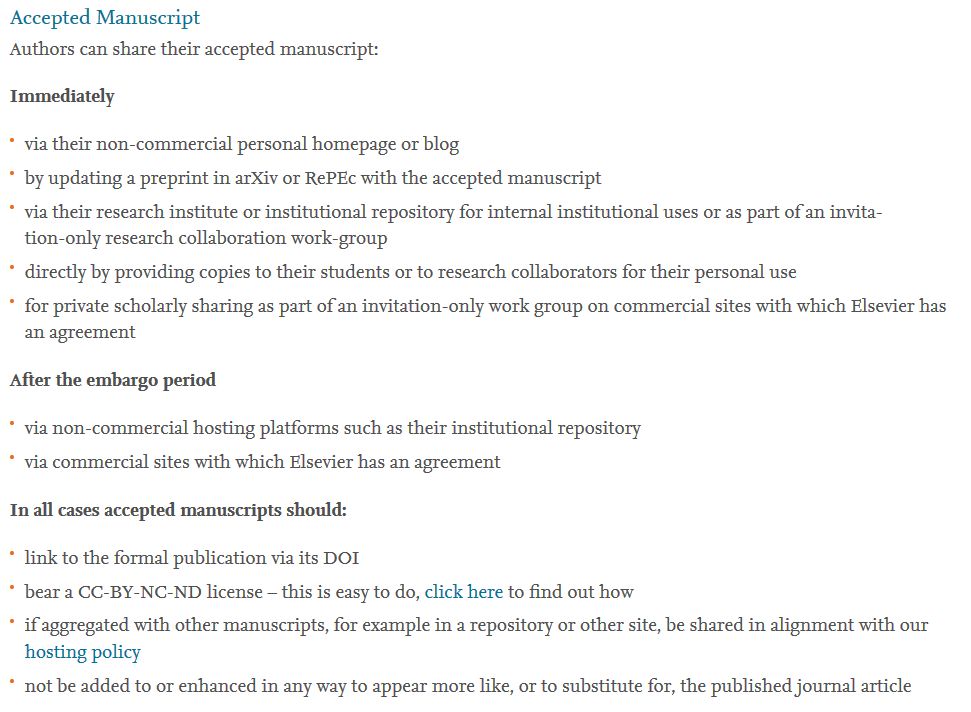 Accepted Manuscript
Authors can share their accepted manuscript:
Immediately
• via their non-commercial personal homepage or blog
• by updating a preprint in arXiv or RePEc with the accepted manuscript
• via their research institute or institutional repository for internal institutional uses or as part of an invita-
tion-only research collaboration work-group
• directly by providing copies to their students or to research collaborators for their personal use
• for private scholarly sharing as part of an invitation-only work group on commercial sites with which Elsevier has
an agreement
After the embargo period
• via non-commercial hosting platforms such as their institutional repository
• via commercial sites with which Elsevier has an agreement
In all cases accepted manuscripts should:
• link to the formal publication via its DOI
• bear a CC-BY-NC-ND license – this is easy to do, click here to find out how
• if aggregated with other manuscripts, for example in a repository or other site, be shared in alignment with our
hosting policy
• not be added to or enhanced in any way to appear more like, or to substitute for, the published journal article